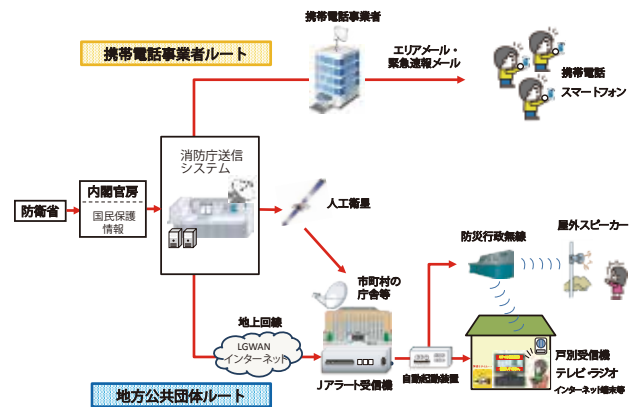 携帯電話事業者ルート
携帯電話事業者
エリアメール・
緊急速報メール
携帯電話
スマートフォン
消防庁送信
システム
内閣官房
国民保護
情報
防衛省
人工衛星
市町村の
庁舎等
防災行政無線
屋外スピーカー
地上回線
LGWAN
インターネット
Jアラート受信機
自動起動装置
戸別受信機
テレビ・ラジオ
インターネット端末等
地方公共団体ルート